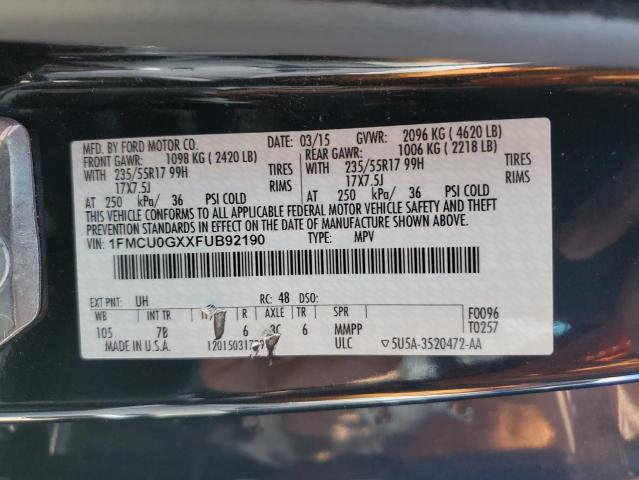 MFD. BY FORD MOTOR CO. DATE: 03/15 GVWR: 2096 KG ( 4620 LB)
FRONT GAWR: 1098 KG ( 2420 LB) REAR GAWR: 1006 KG ( 2218 LB)
WITH 235/55R17 99H TIRES WITH 235/55R17 99H TIRES
17X7.5J RIMS 17X7.5J RIMS
AT 250 kPa/ 36 PSI COLD AT 250 kPa/ 36 PSI COLD
THIS VEHICLE CONFORMS TO ALL APPLICABLE FEDERAL MOTOR VEHICLE SAFETY AND THEFT PREVENTION
STANDARDS IN EFFECT ON THE DATE OF MANUFACTURE SHOWN ABOVE.
VIN: 1FMCU0GXXFUB92190 TYPE: MPV
EXT PNT: UH RC: 48 DSO:
WB INT TR R AXLE TR SPR F0096
105 7B 6 3C 6 MMPP T0257
MADE IN U.S.A. ULC ▽5U5A-3520472-AA